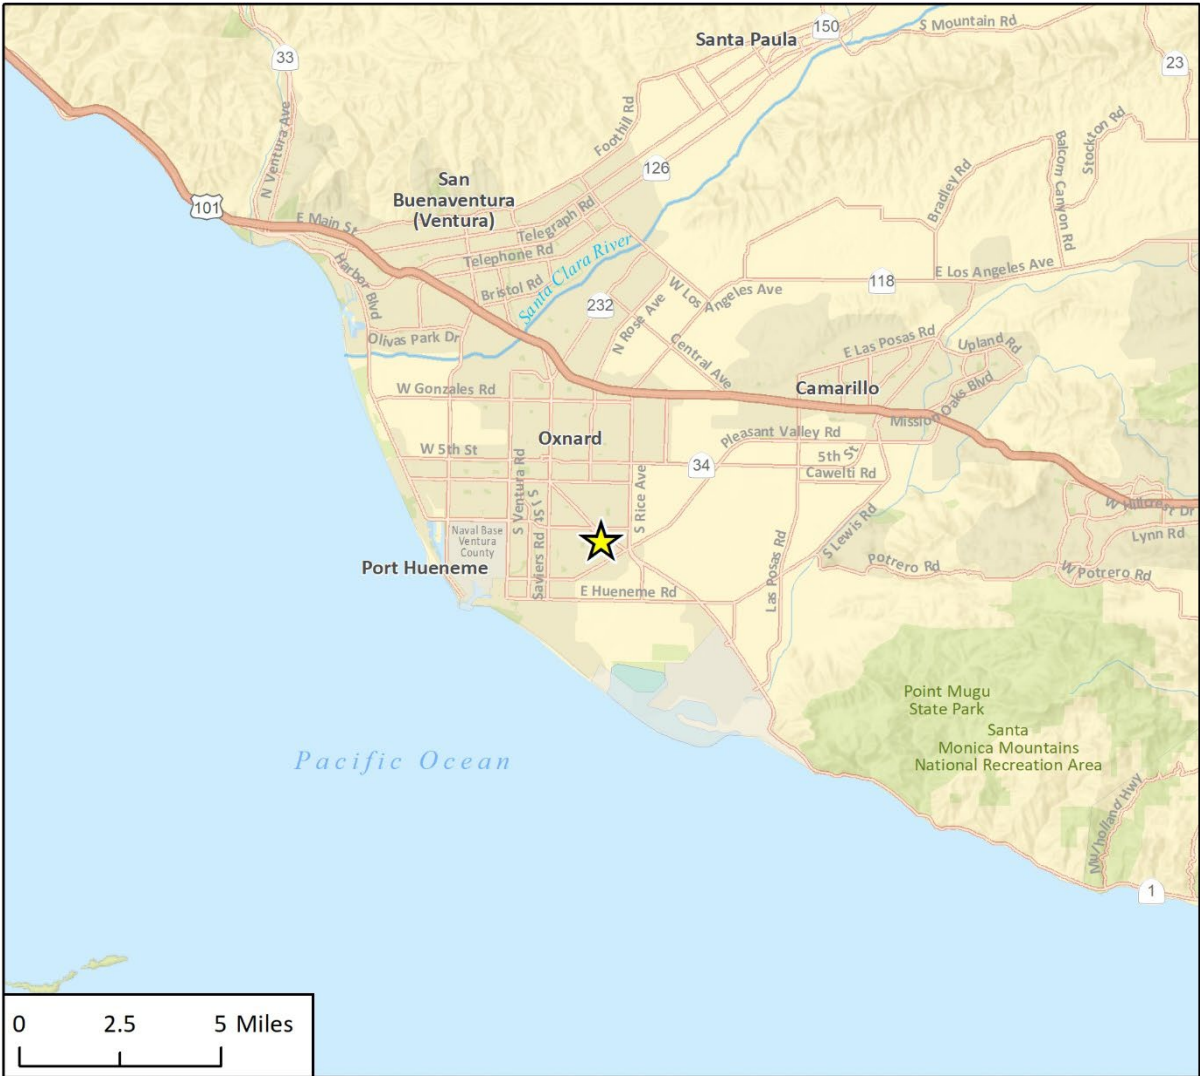 150
S Mountain Rd
Santa Paula
33
23
Foothill Rd
N Ventura Ave
Stockton Rd
Balcom Canyon Rd
Bradley Rd
126
San
Buenaventura
(Ventura)
101
E Main St
Telegraph Rd
Telephone Rd
Santa Clara River
Harbor Blvd
Bristol Rd
W Los Angeles Ave
E Los Angeles Ave
118
232
N Rose Ave
Olivas Park Dr
Central Ave
E Las Posas Rd
Upland Rd
W Gonzales Rd
Camarillo
Mission Oaks Blvd
Oxnard
Pleasant Valley Rd
W 5th St
5th St
34
Cawelti Rd
S Ventura Rd
S J St
S Rice Ave
W Hillcrest Dr
Naval Base
Ventura
County
S Lewis Rd
Lynn Rd
Port Hueneme
Saviers Rd
Las Posas Rd
Potrero Rd
W Potrero Rd
E Hueneme Rd
Point Mugu
State Park
Santa
Monica Mountains
National Recreation Area
Pacific Ocean
Mulholland Hwy
1
0 2.5 5 Miles